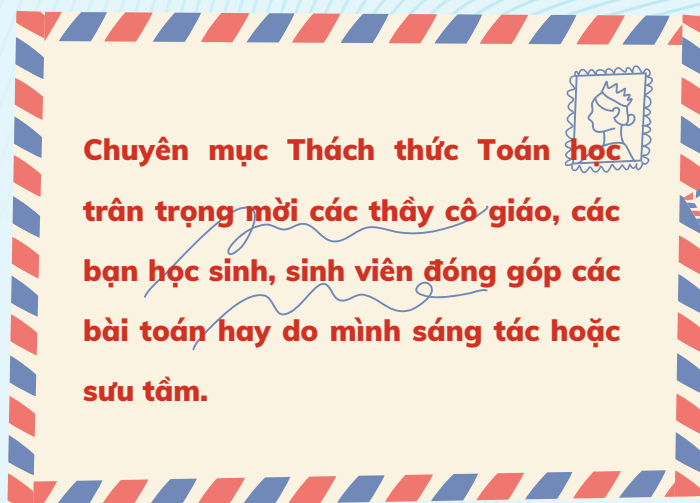 Chuyên mục Thách thức Toán học
trân trọng mời các thầy cô giáo, các
bạn học sinh, sinh viên đóng góp các
bài toán hay do mình sáng tác hoặc
sưu tầm.